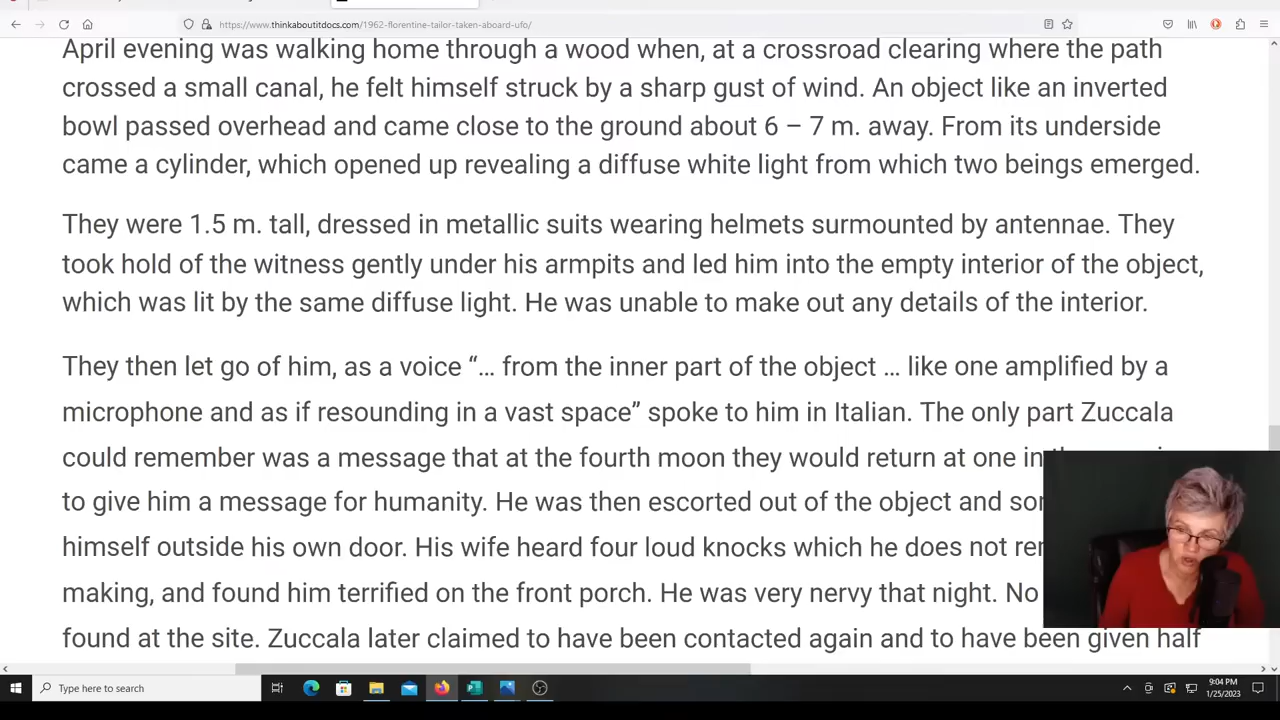 https://www.thinkaboutitdocs.com/1962-florentine-tailor-taken-aboard-ufo/
April evening was walking home through a wood when, at a crossroad clearing where the path
crossed a small canal, he felt himself struck by a sharp gust of wind. An object like an inverted
bowl passed overhead and came close to the ground about 6 – 7 m. away. From its underside
came a cylinder, which opened up revealing a diffuse white light from which two beings emerged.
They were 1.5 m. tall, dressed in metallic suits wearing helmets surmounted by antennae. They
took hold of the witness gently under his armpits and led him into the empty interior of the object,
which was lit by the same diffuse light. He was unable to make out any details of the interior.
They then let go of him, as a voice “… from the inner part of the object … like one amplified by a
microphone and as if resounding in a vast space” spoke to him in Italian. The only part Zuccala
could remember was a message that at the fourth moon they would return at one in
to give him a message for humanity. He was then escorted out of the object and
himself outside his own door. His wife heard four loud knocks which he does not
making, and found him terrified on the front porch. He was very nervy that night. No
found at the site. Zuccala later claimed to have been contacted again and to have been given half
Type here to search
9:04 PM
1/25/2023